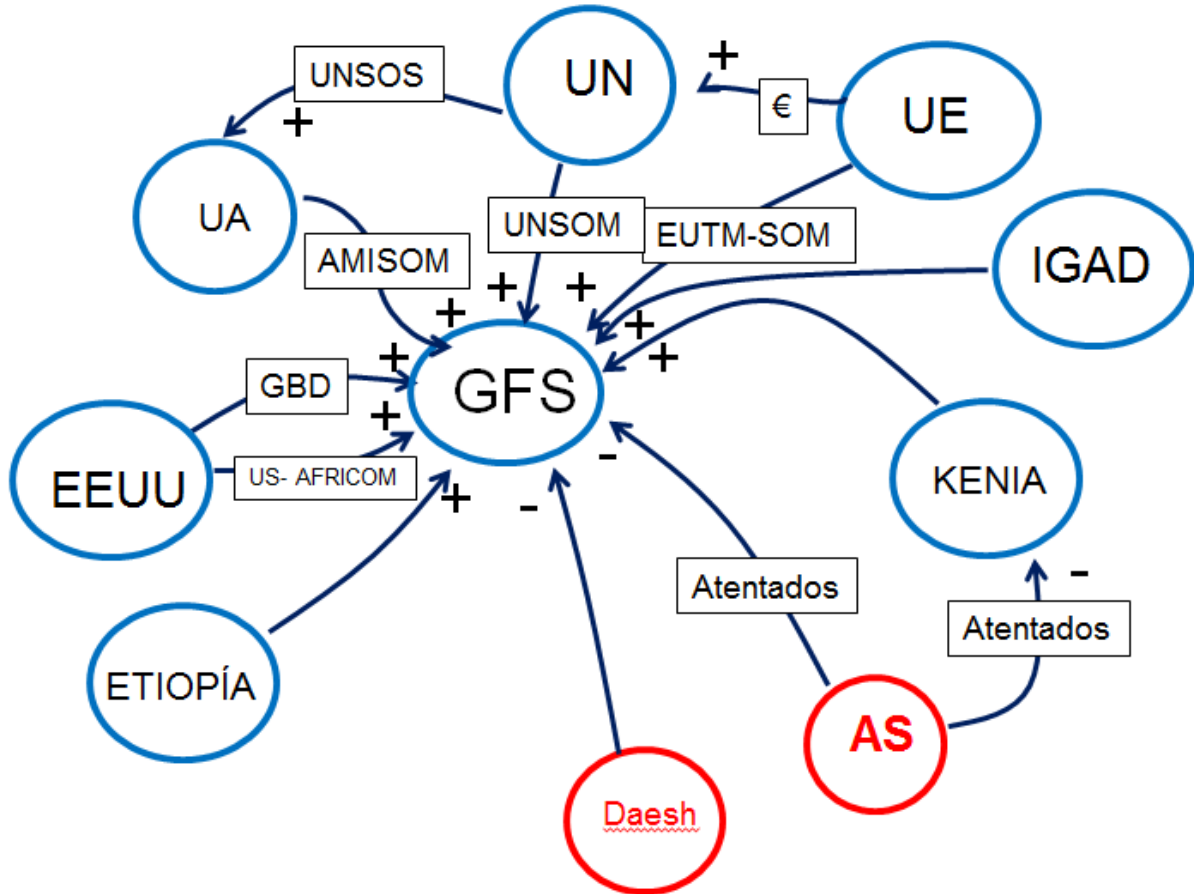 UN
+
UE
UNSOS
€
+
UA
UNSOM
EUTM-SOM
IGAD
AMISOM
+
+
+
+
+
+
GBD
GFS
+
EEUU
US- AFRICOM
-
KENIA
+
-
Atentados
-
Atentados
ETIOPÍA
AS
Daesh